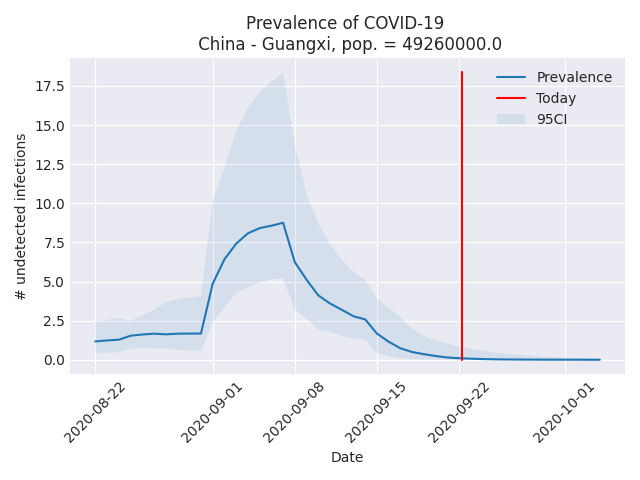 Prevalence of COVID-19
China - Guangxi, pop. = 49260000.0
Prevalence
Today
95CI
17.5
15.0
12.5
10.0
7.5
5.0
2.5
0.0
# undetected infections
2020-08-22
2020-09-01
2020-09-08
2020-09-15
2020-09-22
2020-10-01
Date